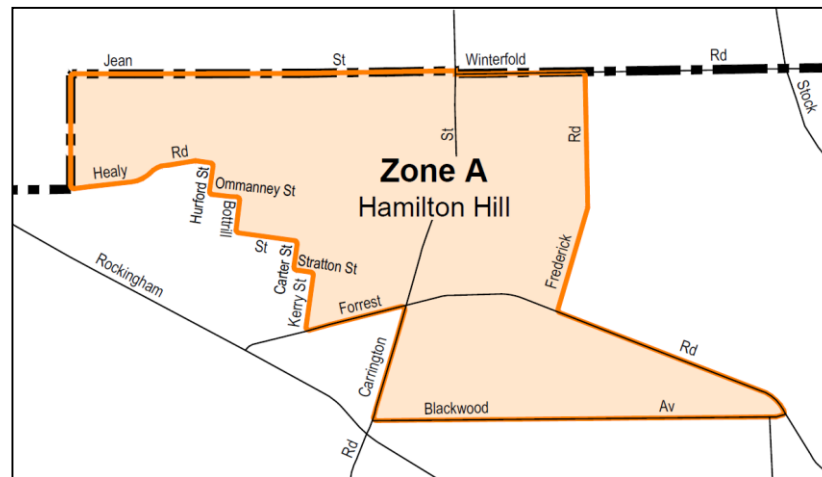 Jean St Winterfold Rd
Stock
St
Rd
Zone A
Hamilton Hill
Healy Rd
Hurford St
Ommanney St
Bottrill St
Carter St
Stratton St
Kerry St
Forrest Rd
Frederick
Rockingham
Carrington Rd
Blackwood Av